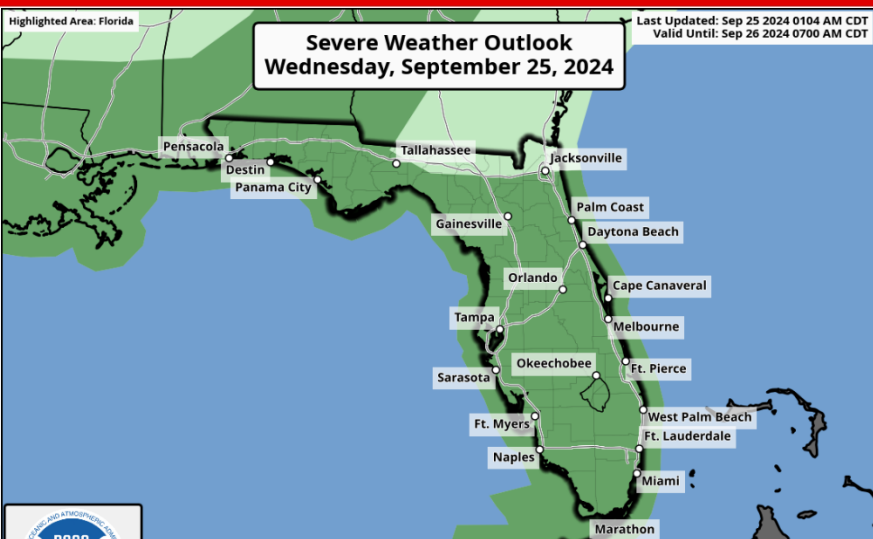 Highlighted Area: Florida
Last Updated: Sep 25 2024 0104 AM CDT
Valid Until: Sep 26 2024 0700 AM CDT
Severe Weather Outlook
Wednesday, September 25, 2024
Pensacola
Tallahassee
Jacksonville
Destin
Panama City
Palm Coast
Gainesville
Daytona Beach
Orlando
Cape Canaveral
Tampa
Melbourne
Okeechobee
Ft. Pierce
Sarasota
West Palm Beach
Ft. Myers
Ft. Lauderdale
Naples
Miami
Marathon